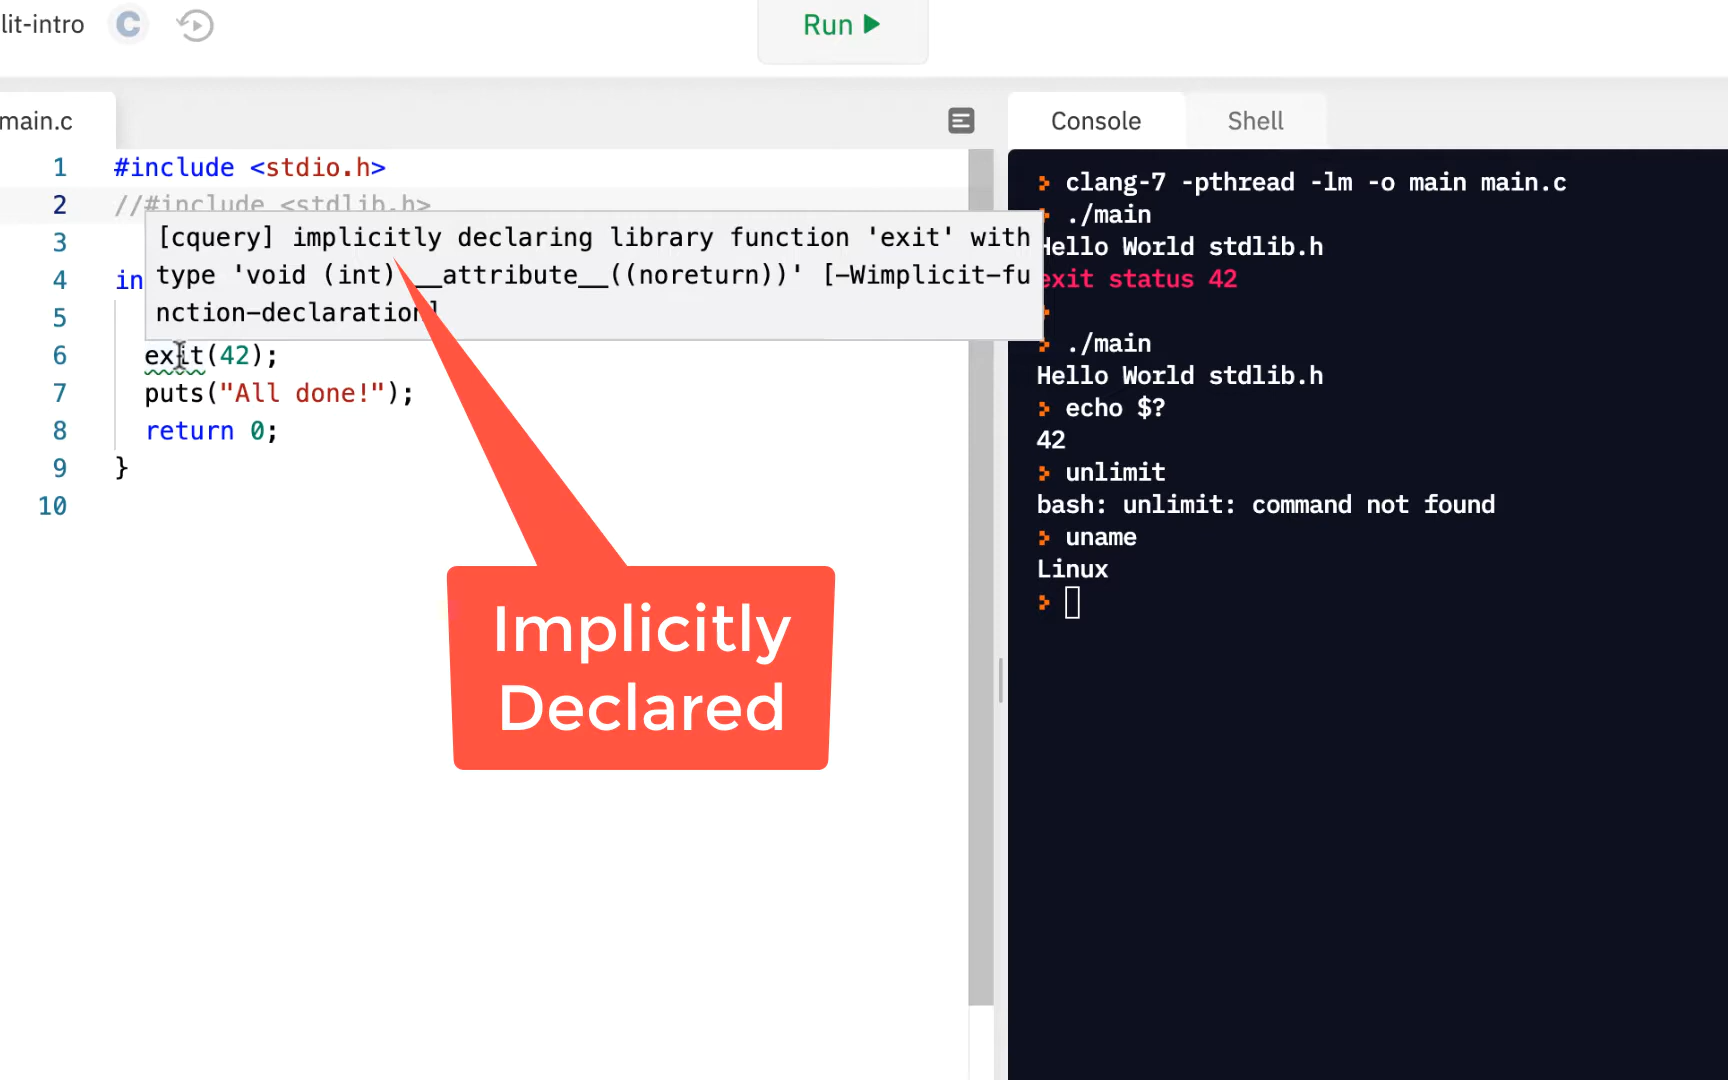 lit-intro
C
Run
main.c
Console
Shell
1 #include <stdio.h>
2 //#include <stdlib.h>
3
[cquery] implicitly declaring library function 'exit' with
type 'void (int) __attribute__((noreturn))' [-Wimplicit-fu
nction-declaration]
4 in
5
6 exit(42);
7 puts("All done!");
8 return 0;
9 }
10
Implicitly
Declared
clang-7 -pthread -lm -o main main.c
./main
Hello World stdlib.h
exit status 42
./main
Hello World stdlib.h
echo $?
42
unlimit
bash: unlimit: command not found
uname
Linux